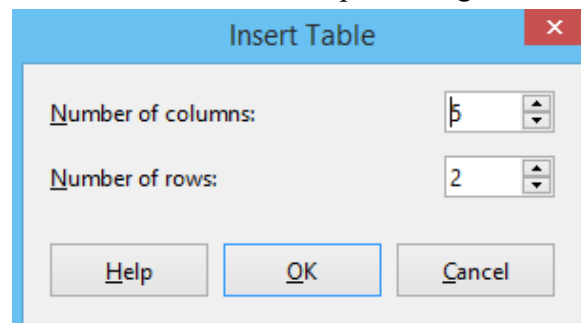 Insert Table
Number of columns: 5
Number of rows: 2
Help OK Cancel